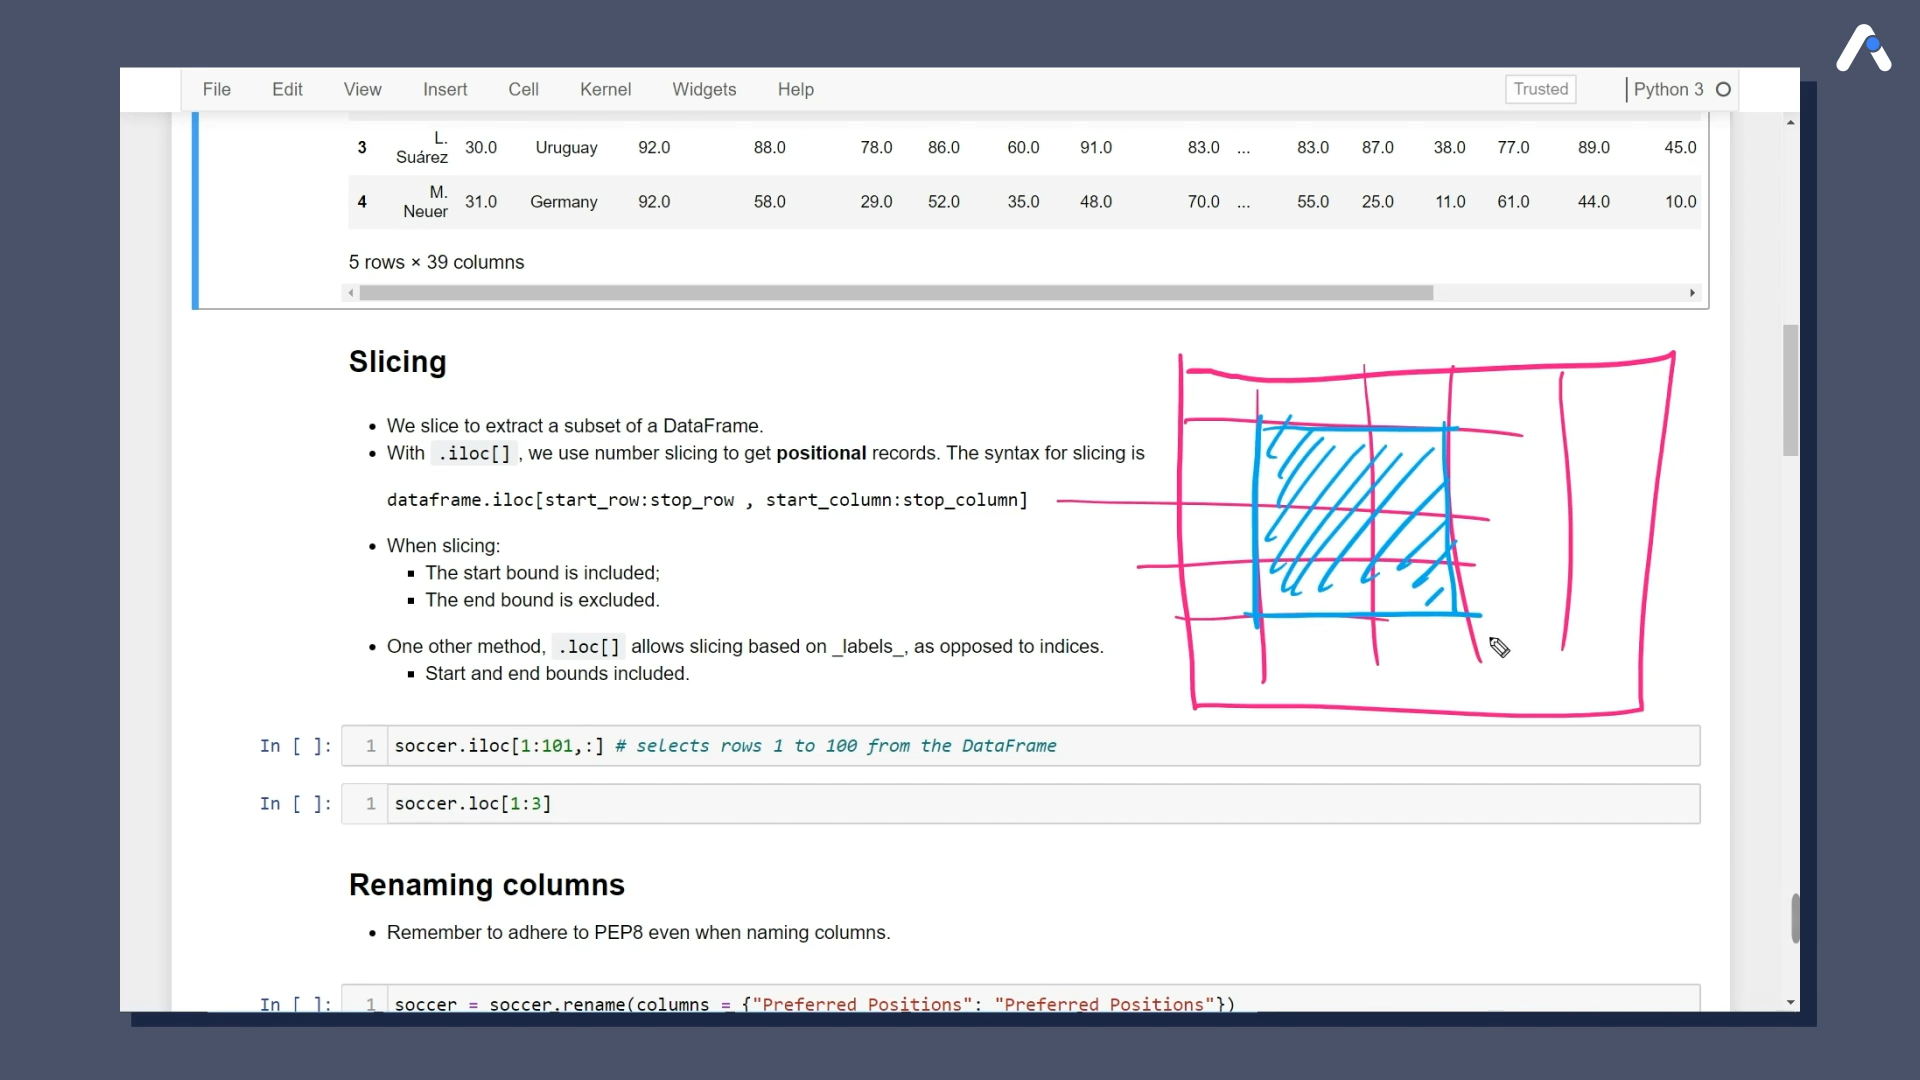 File Edit View Insert Cell Kernel Widgets Help Trusted Python 3
3 L. Suárez 30.0 Uruguay 92.0 88.0 78.0 86.0 60.0 91.0 83.0 ... 83.0 87.0 38.0 77.0 89.0 45.0
4 M. Neuer 31.0 Germany 92.0 58.0 29.0 52.0 35.0 48.0 70.0 ... 55.0 25.0 11.0 61.0 44.0 10.0
5 rows × 39 columns
Slicing
• We slice to extract a subset of a DataFrame.
• With .iloc[] , we use number slicing to get positional records. The syntax for slicing is
dataframe.iloc[start_row:stop_row , start_column:stop_column]
• When slicing:
▪ The start bound is included;
▪ The end bound is excluded.
• One other method, .loc[] allows slicing based on _labels_, as opposed to indices.
▪ Start and end bounds included.
In [ ]: 1 soccer.iloc[1:101,:] # selects rows 1 to 100 from the DataFrame
In [ ]: 1 soccer.loc[1:3]
Renaming columns
• Remember to adhere to PEP8 even when naming columns.
In [ ]: 1 soccer = soccer.rename(columns = {"Preferred Positions": "Preferred_Positions"})